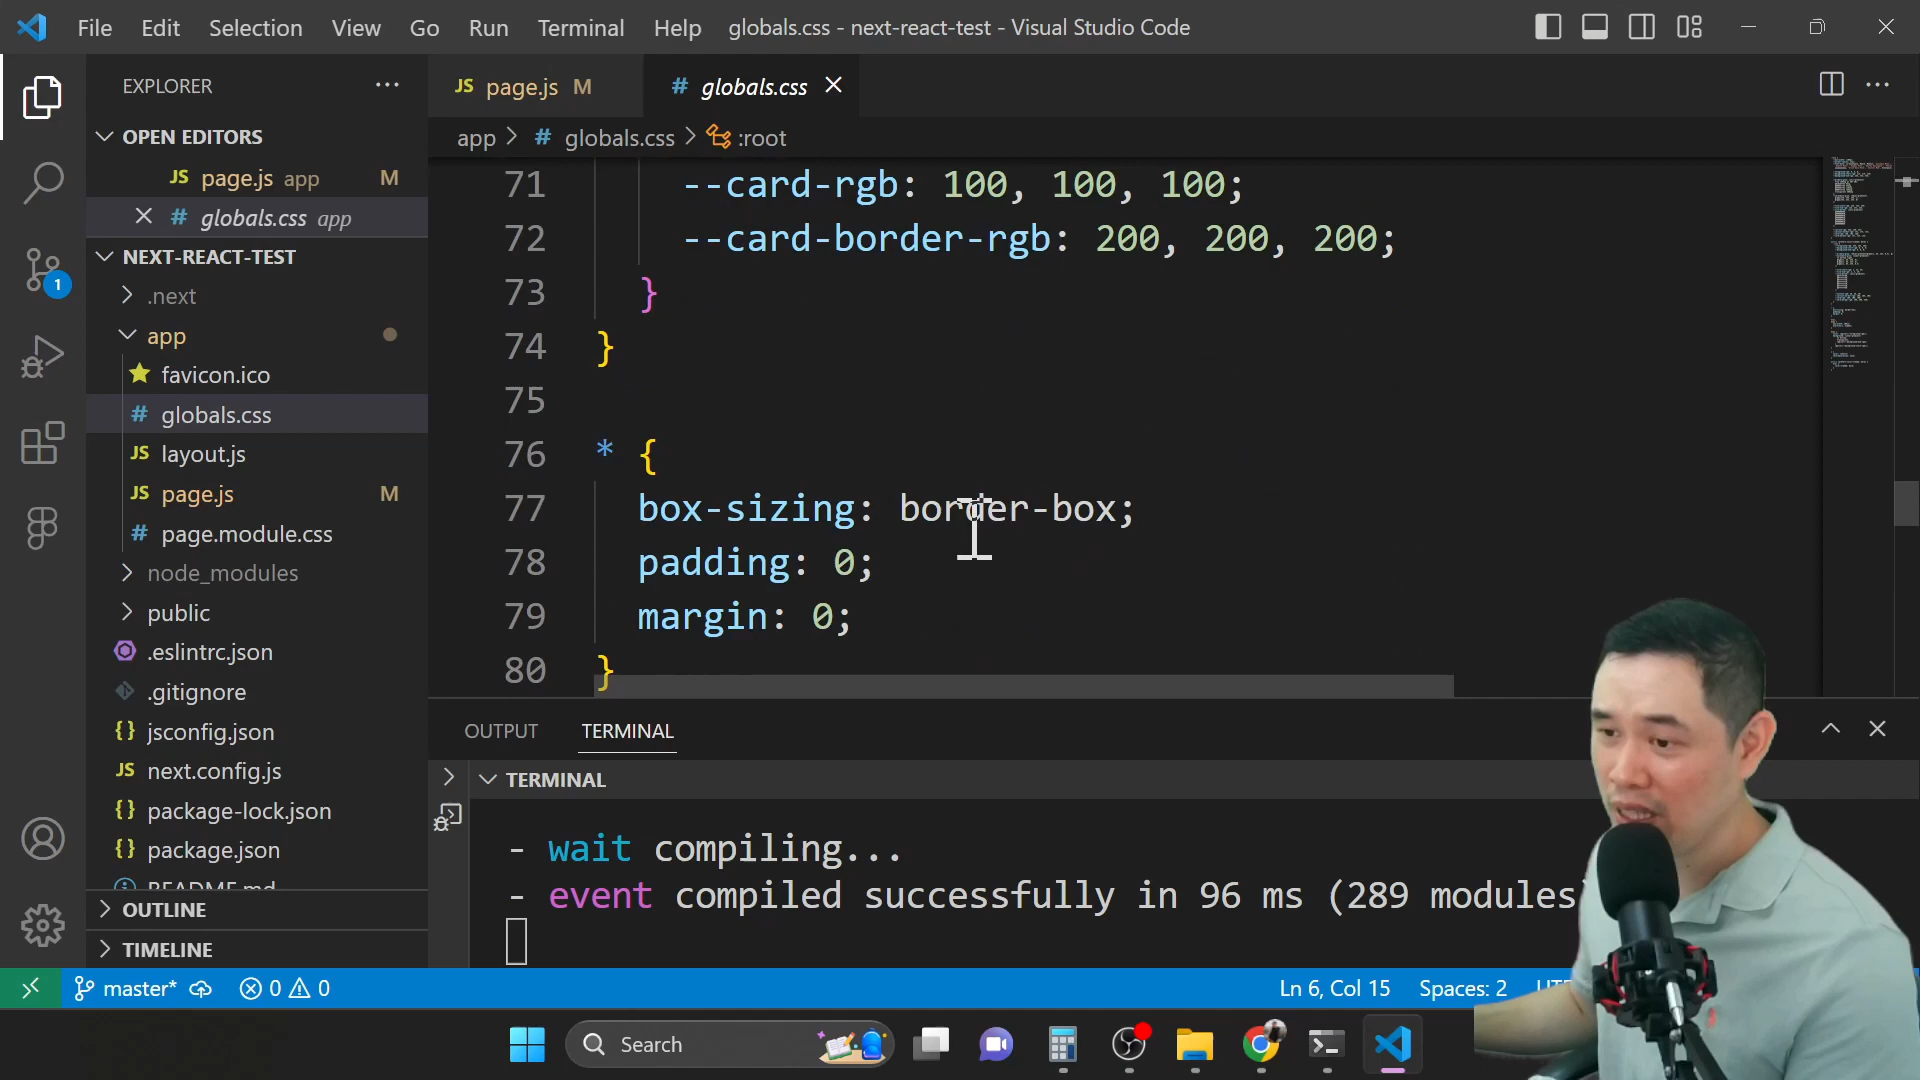 File Edit Selection View Go Run Terminal Help globals.css - next-react-test - Visual Studio Code
EXPLORER
OPEN EDITORS
JS page.js app M
# globals.css app
NEXT-REACT-TEST
.next
app
favicon.ico
# globals.css
JS layout.js
JS page.js M
# page.module.css
node_modules
public
.eslintrc.json
.gitignore
{} jsconfig.json
JS next.config.js
{} package-lock.json
{} package.json
README.md
OUTLINE
TIMELINE
1
JS page.js M
# globals.css
app > # globals.css > :root
71 --card-rgb: 100, 100, 100;
72 --card-border-rgb: 200, 200, 200;
73 }
74 }
75
76 * {
77 box-sizing: border-box;
78 padding: 0;
79 margin: 0;
80 }
OUTPUT TERMINAL
TERMINAL
- wait compiling...
- event compiled successfully in 96 ms (289 modules
master* 0 0 Ln 6, Col 15 Spaces: 2
Search